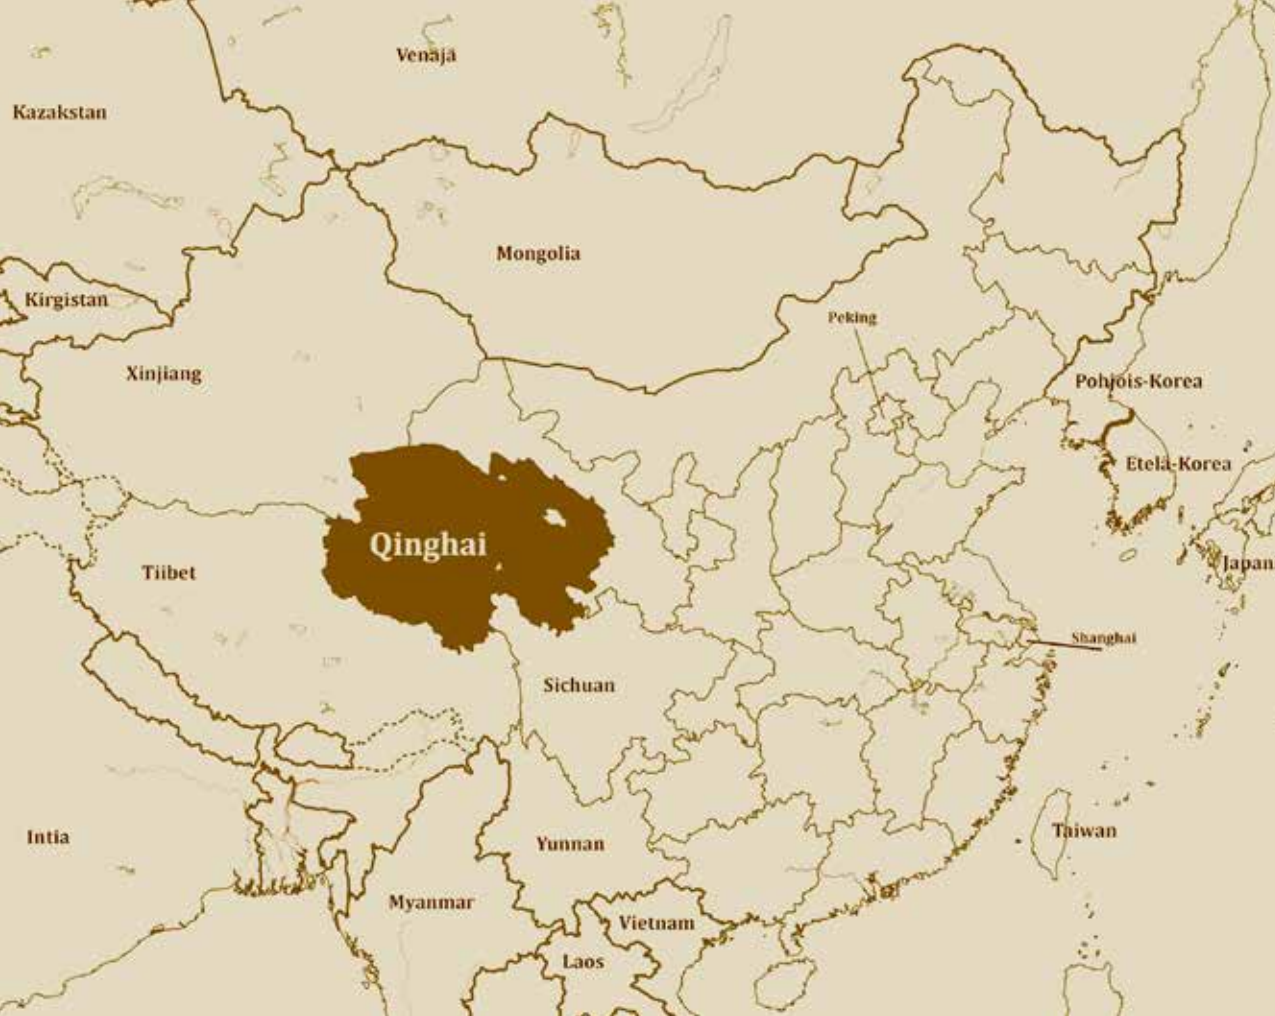 Venäjä
Kazakstan
Mongolia
Kirgistan
Peking
Xinjiang
Pohjois-Korea
Etelä-Korea
Qinghai
Japan
Tiibet
Shanghai
Sichuan
Intia
Taiwan
Yunnan
Myanmar
Vietnam
Laos